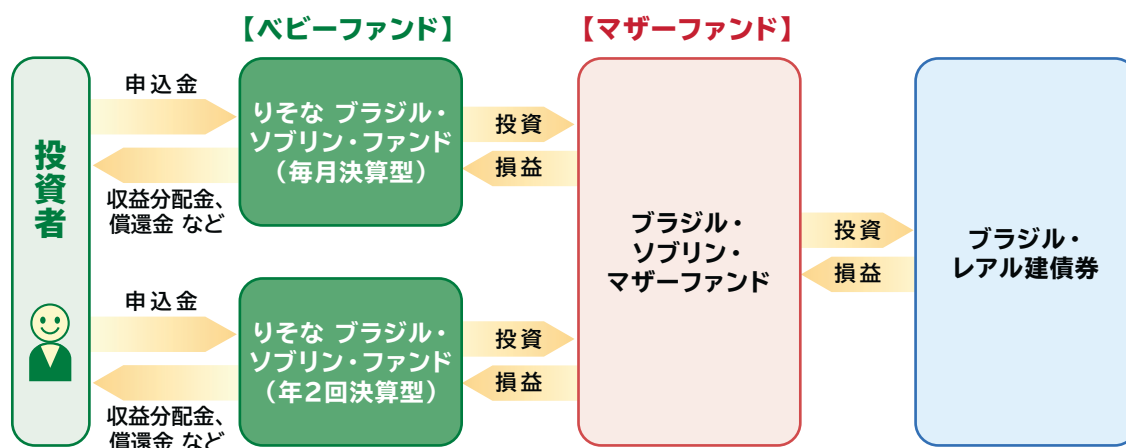 【ベビーファンド】
【マザーファンド】
投資者
申込金
収益分配金、
償還金 など
りそな ブラジル・
ソブリン・ファンド
（毎月決算型）
投資
損益
申込金
収益分配金、
償還金 など
りそな ブラジル・
ソブリン・ファンド
（年2回決算型）
投資
損益
ブラジル・
ソブリン・
マザーファンド
投資
損益
ブラジル・
レアル建債券